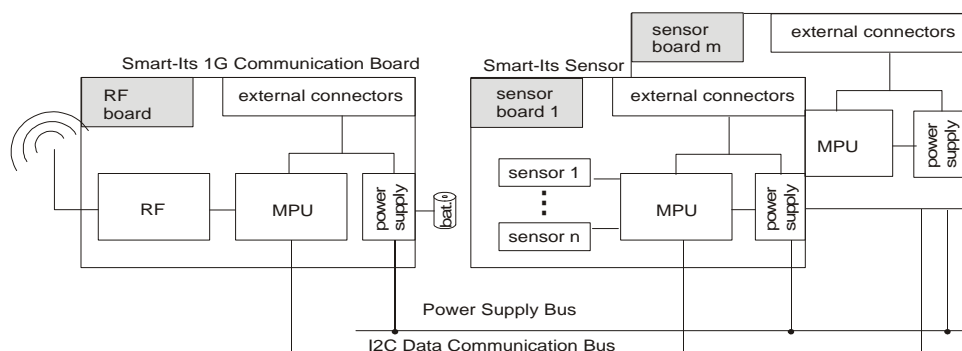 sensor
board m
external connectors
Smart-Its 1G Communication Board
Smart-Its Sensor
RF
board
external connectors
sensor
board 1
external connectors
MPU
power
supply
RF
MPU
power
supply
bat.
sensor 1
sensor n
MPU
power
supply
Power Supply Bus
I2C Data Communication Bus